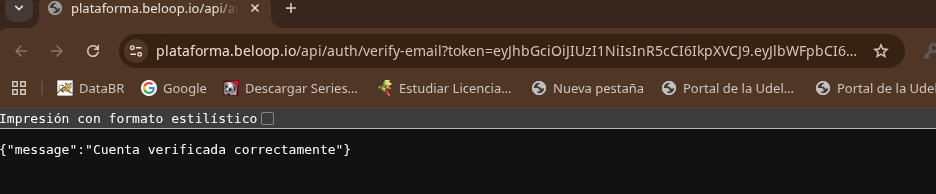 plataforma.beloop.io/api/au
plataforma.beloop.io/api/auth/verify-email?token=eyJhbGciOiJIUzI1NiIsInR5cCI6IkpXVCJ9.eyJlbWFpbCI6...
DataBR
Google
Descargar Series...
Estudiar Licencia...
Nueva pestaña
Portal de la Udel...
Portal de la Udel
Impresión con formato estilístico
{"message":"Cuenta verificada correctamente"}